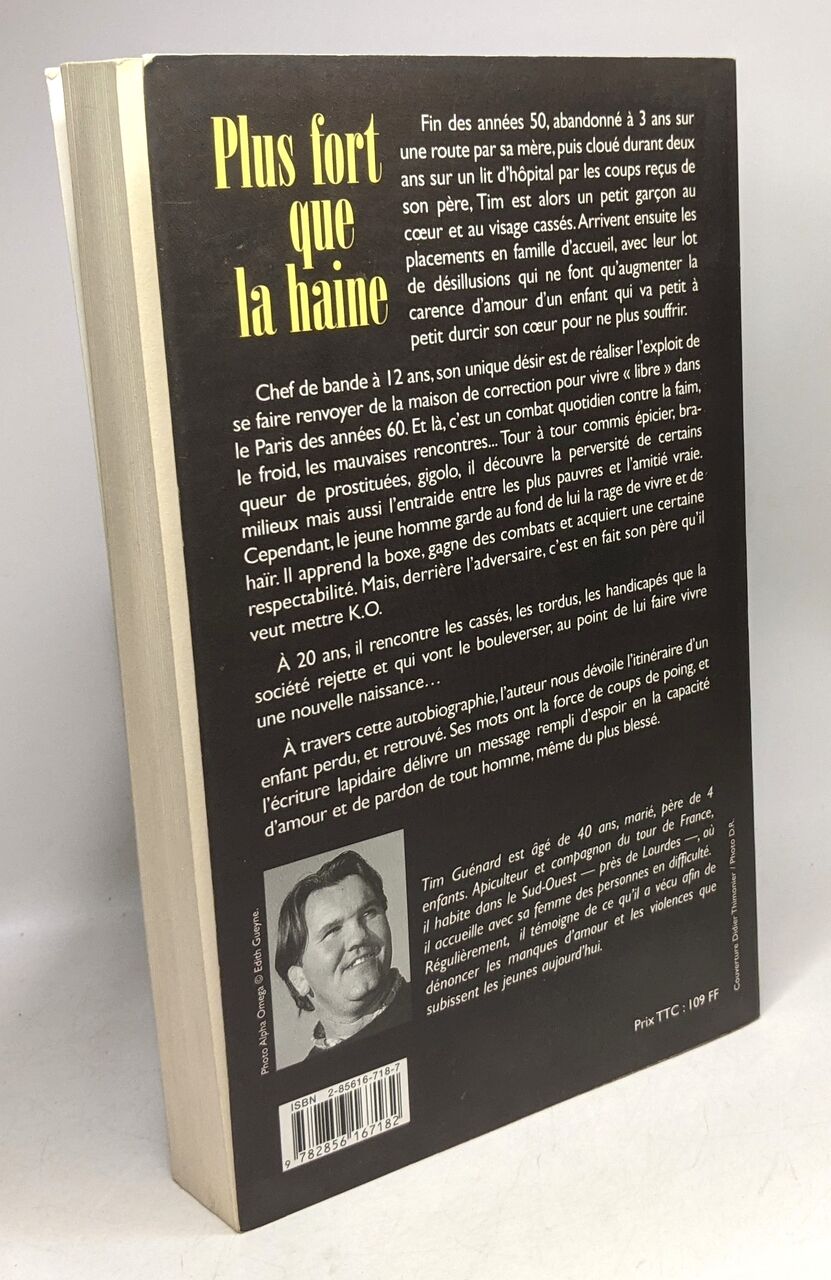 Plus fort
que
la haine
Fin des années 50, abandonné à 3 ans sur
une route par sa mère, puis cloué durant deux
ans sur un lit d'hôpital par les coups reçus de
son père, Tim est alors un petit garçon au
cœur et au visage cassés. Arrivent ensuite les
placements en famille d'accueil, avec leur lot
de désillusions qui ne font qu'augmenter la
carence d'amour d'un enfant qui va petit à
petit durcir son cœur pour ne plus souffrir.
Chef de bande à 12 ans, son unique désir est de réaliser l'exploit de
se faire renvoyer de la maison de correction pour vivre « libre » dans
le Paris des années 60. Et là, c'est un combat quotidien contre la faim,
le froid, les mauvaises rencontres... Tour à tour commis épicier, bra-
queur de prostituées, gigolo, il découvre la perversité de certains
milieux mais aussi l'entraide entre les plus pauvres et l'amitié vraie.
Cependant, le jeune homme garde au fond de lui la rage de vivre et de
haïr. Il apprend la boxe, gagne des combats et acquiert une certaine
respectabilité. Mais, derrière l'adversaire, c'est en fait son père qu'il
veut mettre K.O.
À 20 ans, il rencontre les cassés, les tordus, les handicapés que la
société rejette et qui vont le bouleverser, au point de lui faire vivre
une nouvelle naissance...
À travers cette autobiographie, l'auteur nous dévoile l'itinéraire d'un
enfant perdu, et retrouvé. Ses mots ont la force de coups de poing, et
l'écriture lapidaire délivre un message rempli d'espoir en la capacité
d'amour et de pardon de tout homme, même du plus blessé.
Tim Guénard est âgé de 40 ans, marié, père de 4
enfants. Apiculteur et compagnon du tour de France,
il habite dans le Sud-Ouest — près de Lourdes —, où
il accueille avec sa femme des personnes en difficulté.
Régulièrement, il témoigne de ce qu'il a vécu afin de
dénoncer les manques d'amour et les violences que
subissent les jeunes aujourd'hui.
Photo Alpha Omega © Edith Gueyne.
Couverture Didier Thimonier / Photo D.R.
Prix TTC : 109 FF
ISBN 2-85616-718-7
9 782856 167182